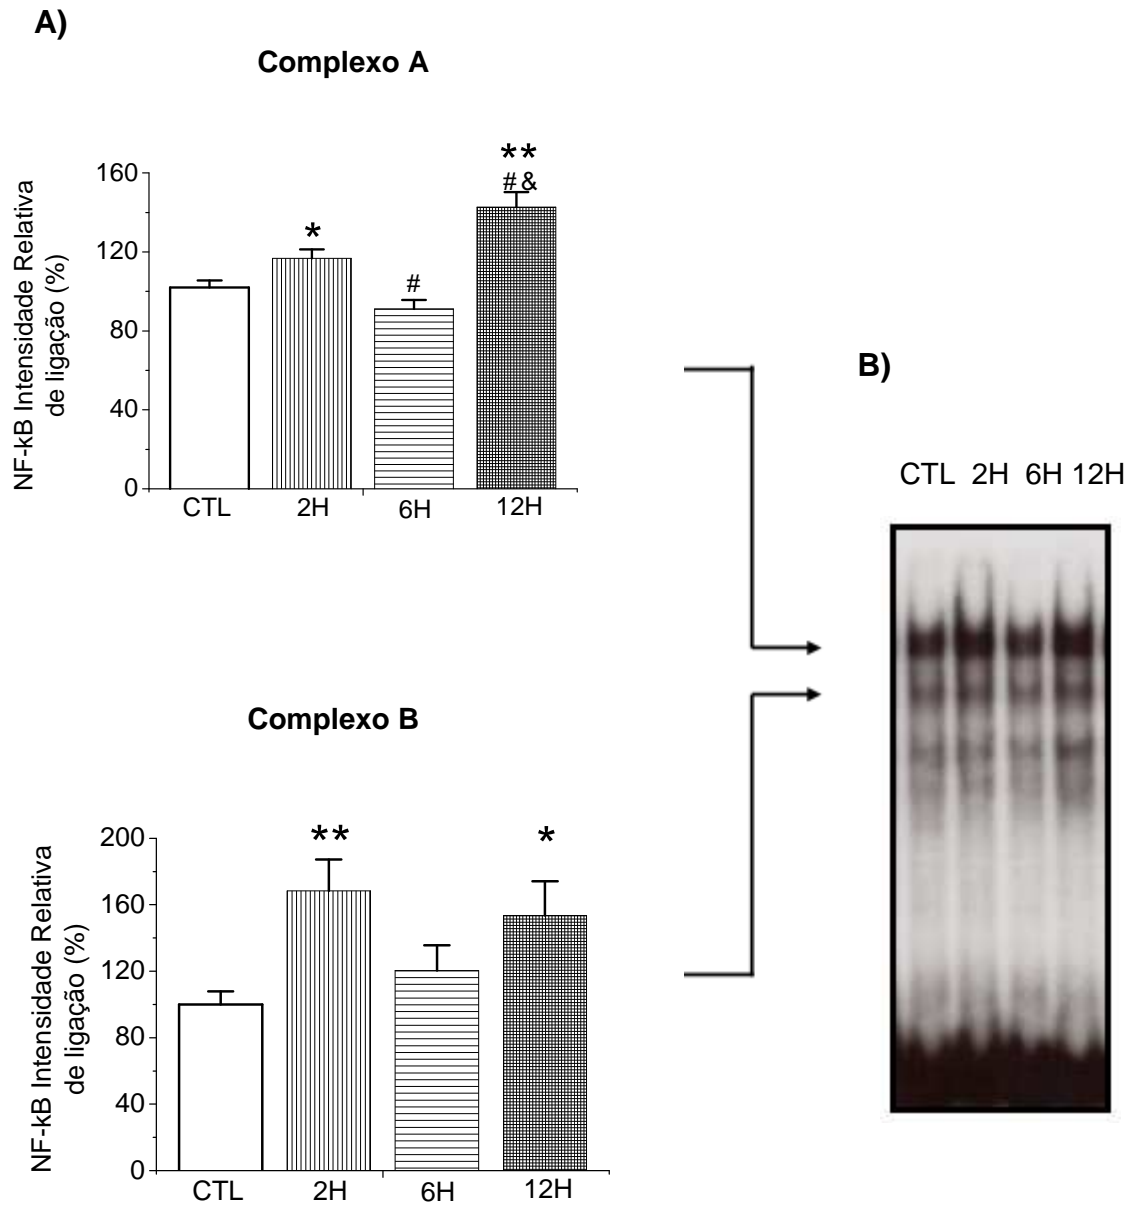 A)
Complexo A
NF-kB Intensidade Relativa
de ligação (%)
160
120
80
40
0
*
#
**
#&
CTL 2H 6H 12H
B)
CTL 2H 6H 12H
Complexo B
NF-kB Intensidade Relativa
de ligação (%)
200
160
120
80
40
0
**
*
CTL 2H 6H 12H